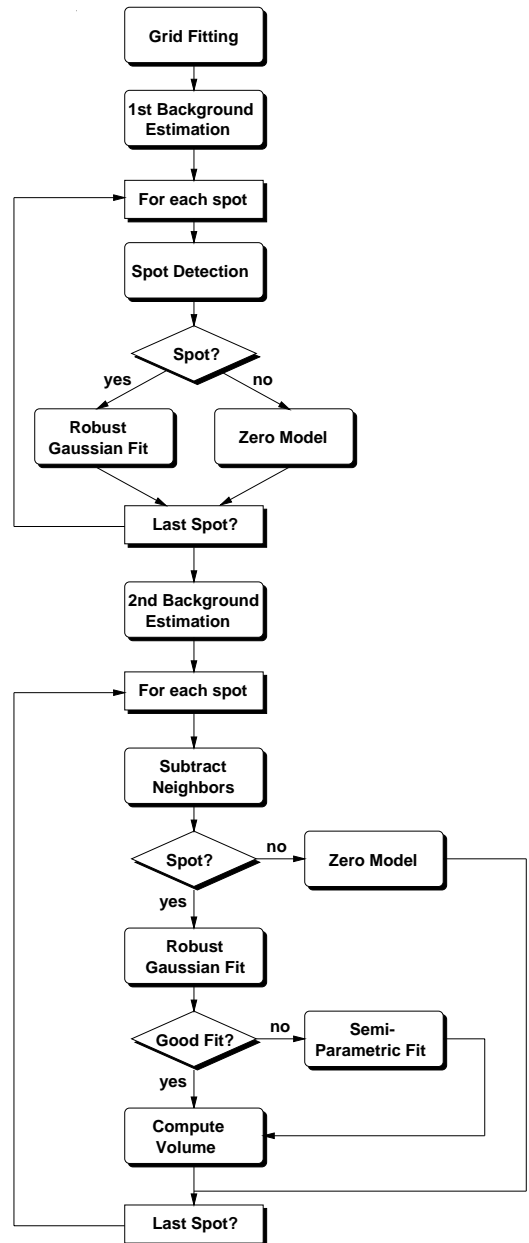 Grid Fitting
1st Background
Estimation
For each spot
Spot Detection
Spot?
yes
no
Robust
Gaussian Fit
Zero Model
Last Spot?
2nd Background
Estimation
For each spot
Subtract
Neighbors
Spot?
no
Zero Model
yes
Robust
Gaussian Fit
Good Fit?
no
Semi-
Parametric Fit
yes
Compute
Volume
Last Spot?